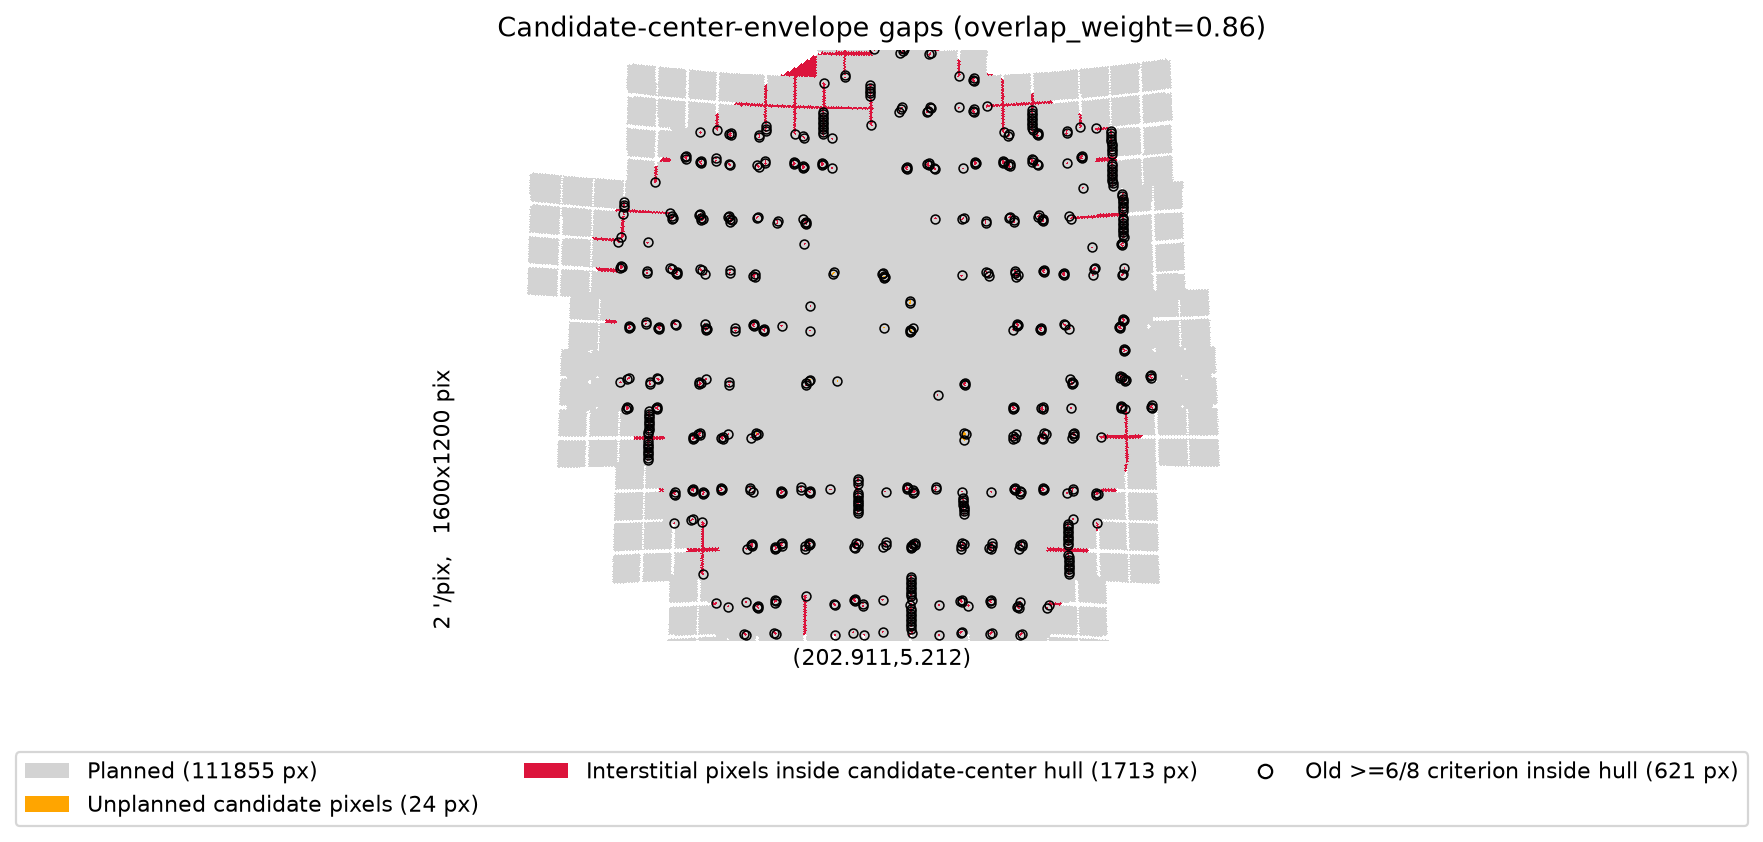 Candidate-center-envelope gaps (overlap_weight=0.86)
2 '/pix,   1600x1200 pix
(202.911,5.212)
Planned (111855 px)
Unplanned candidate pixels (24 px)
Interstitial pixels inside candidate-center hull (1713 px)
Old >=6/8 criterion inside hull (621 px)